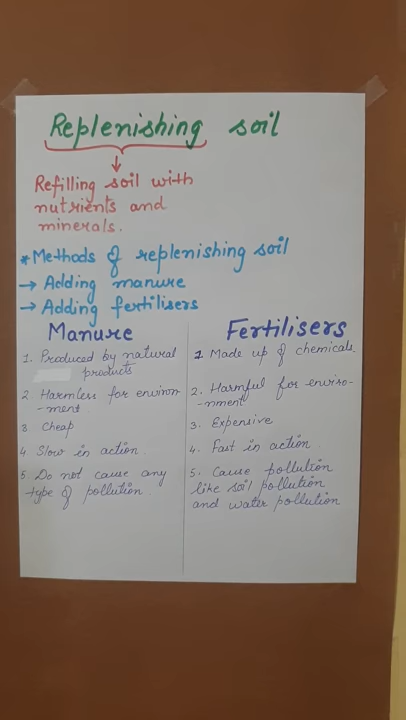 Replenishing soil
Refilling soil with
nutrients and
minerals.
*Methods of replenishing soil
→ Adding manure
→ Adding fertilisers
Manure
1. Produced by natural
products
2 Harmless for environ
-ment.
3 Cheap
4. Slow in action.
5. Do not cause any
type of pollution.
Fertilisers
1. Made up of chemicals.
2. Harmful for enviro-
-nment
3. Expensive
4. Fast in action
5. Cause pollution
like soil pollution
and water pollution